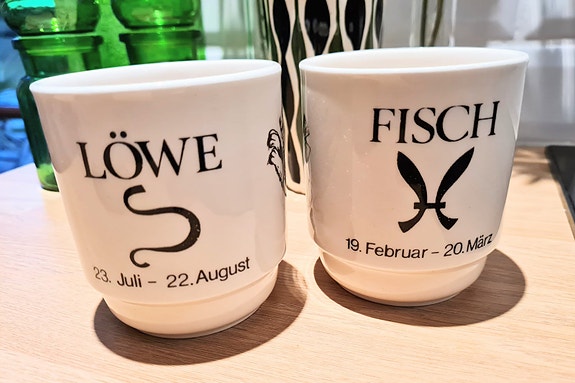 LÖWE
23. Juli - 22. August
FISCH
19. Februar - 20. März